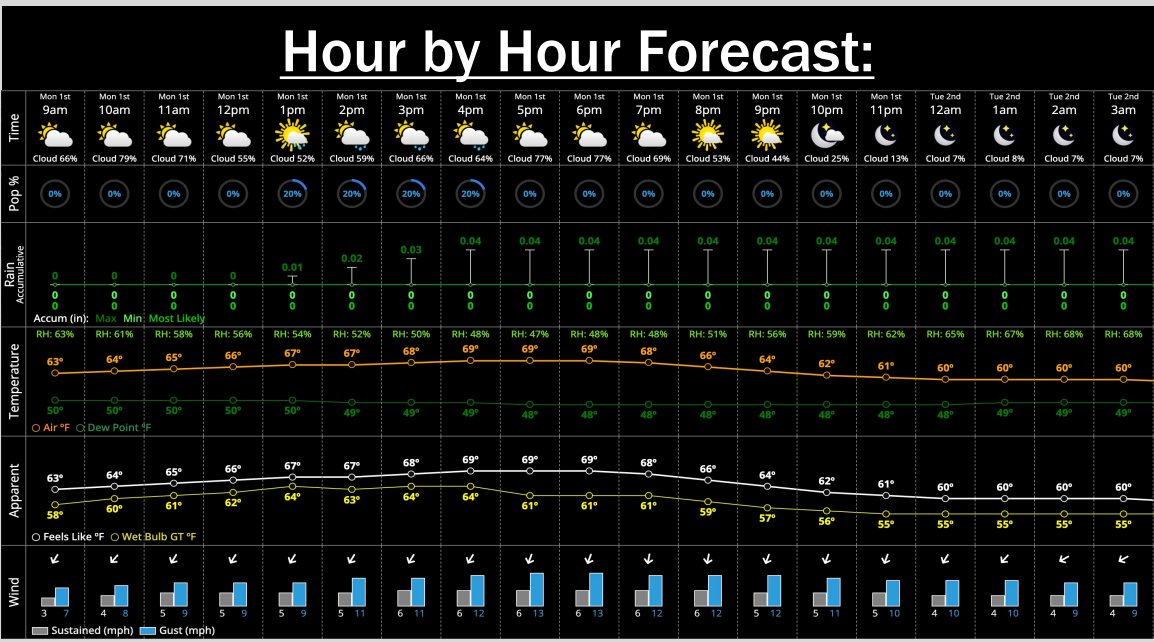 Hour by Hour Forecast:
Mon 1st Mon 1st Mon 1st Mon 1st Mon 1st Mon 1st Mon 1st Mon 1st Mon 1st Mon 1st Mon 1st Mon 1st Mon 1st Mon 1st Mon 1st Tue 2nd Tue 2nd Tue 2nd Tue 2nd
9am 10am 11am 12pm 1pm 2pm 3pm 4pm 5pm 6pm 7pm 8pm 9pm 10pm 11pm 12am 1am 2am 3am
Time
Cloud 66% Cloud 79% Cloud 71% Cloud 55% Cloud 52% Cloud 59% Cloud 66% Cloud 64% Cloud 77% Cloud 77% Cloud 69% Cloud 53% Cloud 44% Cloud 25% Cloud 13% Cloud 7% Cloud 8% Cloud 7% Cloud 7%
Pop %
0% 0% 0% 0% 20% 20% 20% 20% 0% 0% 0% 0% 0% 0% 0% 0% 0% 0% 0%
Rain
Accumulative
0 0 0 0 0.01 0.02 0.03 0.04 0.04 0.04 0.04 0.04 0.04 0.04 0.04 0.04 0.04 0.04 0.04
0 0 0 0 0 0 0 0 0 0 0 0 0 0 0 0 0 0 0
0 0 0 0 0 0 0 0 0 0 0 0 0 0 0 0 0 0 0
Accum (in): Max Min Most Likely
RH: 63% RH: 61% RH: 58% RH: 56% RH: 54% RH: 52% RH: 50% RH: 48% RH: 47% RH: 48% RH: 48% RH: 51% RH: 56% RH: 59% RH: 62% RH: 65% RH: 67% RH: 68% RH: 68%
Temperature
63° 64° 65° 66° 67° 67° 68° 69° 69° 69° 68° 66° 64° 62° 61° 60° 60° 60° 60°
50° 50° 50° 50° 50° 49° 49° 49° 48° 48° 48° 48° 48° 48° 48° 48° 49° 49° 49°
Air °F Dew Point °F
Apparent
63° 64° 65° 66° 67° 67° 68° 69° 69° 69° 68° 66° 64° 62° 61° 60° 60° 60° 60°
58° 60° 61° 62° 64° 63° 64° 64° 61° 61° 61° 59° 57° 56° 55° 55° 55° 55° 55°
Feels Like °F Wet Bulb GT °F
Wind
3 7 4 8 5 9 5 9 5 9 5 11 6 11 6 12 6 13 6 13 6 12 6 12 5 12 5 11 5 10 4 10 4 10 4 9 4 9
Sustained (mph) Gust (mph)